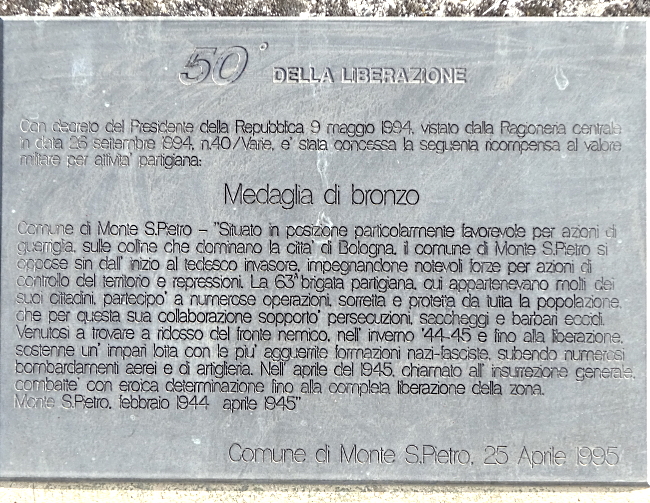 50° DELLA LIBERAZIONE
Con decreto del Presidente della Repubblica 9 maggio 1994, vistato dalla Ragioneria centrale
in data 26 settembre 1994, n.40/Varie, e' stata concessa la seguente ricompensa al valore
militare per attivita' partigiana:
Medaglia di bronzo
Comune di Monte S.Pietro - "Situato in posizione particolarmente favorevole per azioni di
guerriglia, sulle colline che dominano la citta' di Bologna, il comune di Monte S.Pietro si
oppose sin dall' inizio al tedesco invasore, impegnandone notevoli forze per azioni di
controllo del territorio e repressioni. La 63ª brigata partigiana, cui appartenevano molti dei
suoi cittadini, partecipo' a numerose operazioni, sorretta e protetta da tutta la popolazione,
che per questa sua collaborazione sopporto' persecuzioni, saccheggi e barbari eccidi.
Venutosi a trovare a ridosso del fronte nemico, nell' inverno '44-45 e fino alla liberazione,
sostenne un' impari lotta con le piu' agguerrite formazioni nazi-fasciste, subendo numerosi
bombardamenti aerei e di artiglieria. Nell' aprile del 1945, chiamato all' insurrezione generale,
combatte' con eroica determinazione fino alla completa liberazione della zona.
Monte S.Pietro, febbraio 1944 aprile 1945"
Comune di Monte S.Pietro, 25 Aprile 1995